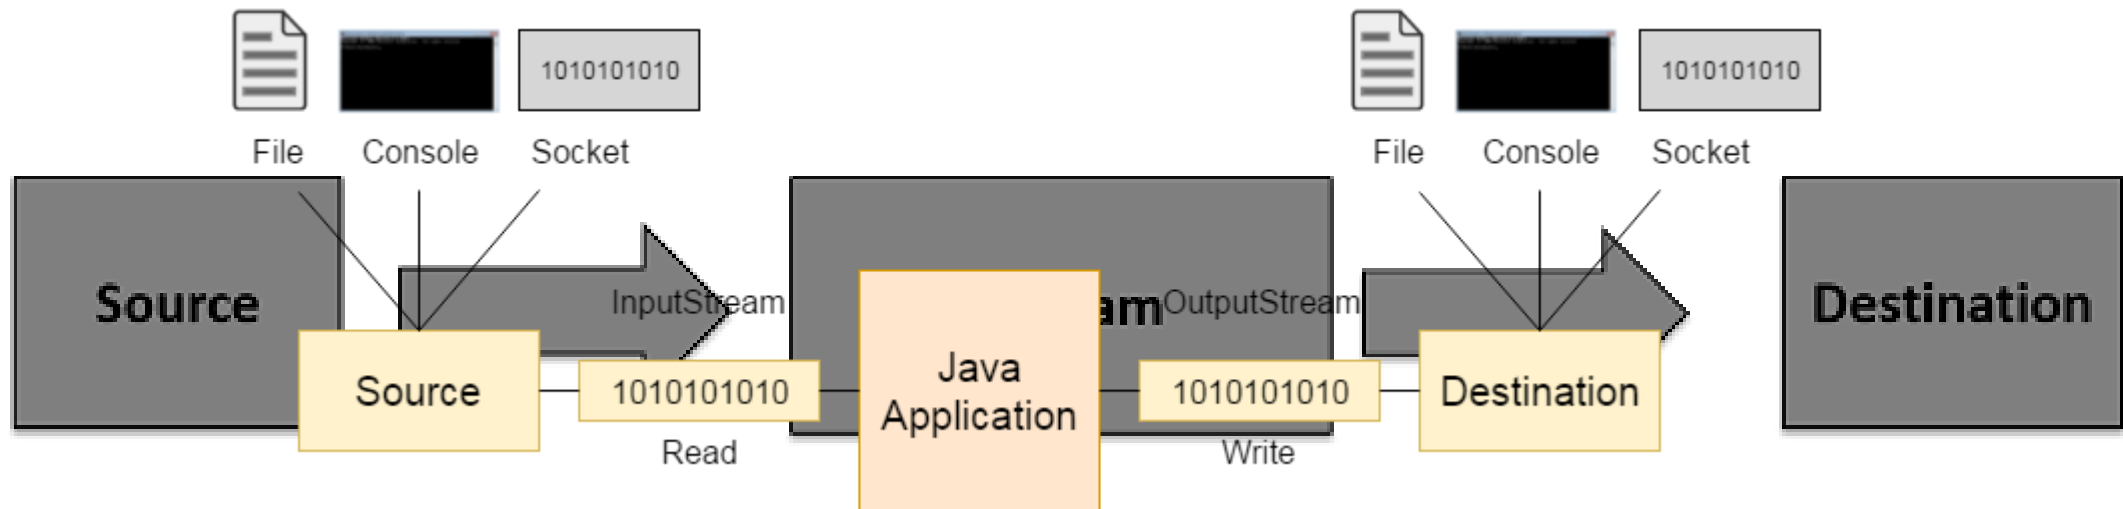 1010101010
1010101010
File Console Socket
File Console Socket
Source
InputStream
am
OutputStream
Destination
Source
1010101010
Java
Application
1010101010
Destination
Read
Write